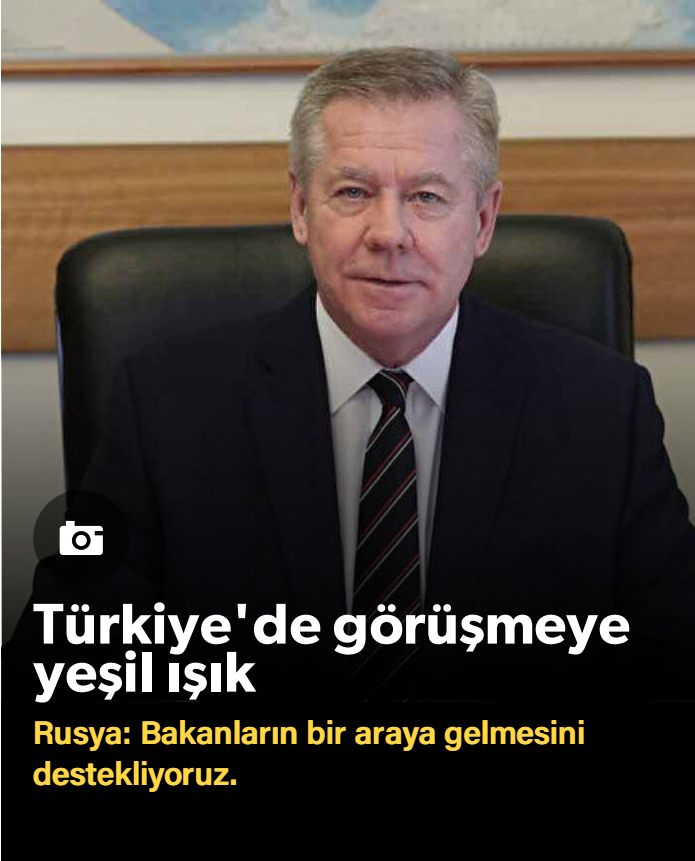 Türkiye'de görüşmeye
yeşil ışık
Rusya: Bakanların bir araya gelmesini
destekliyoruz.